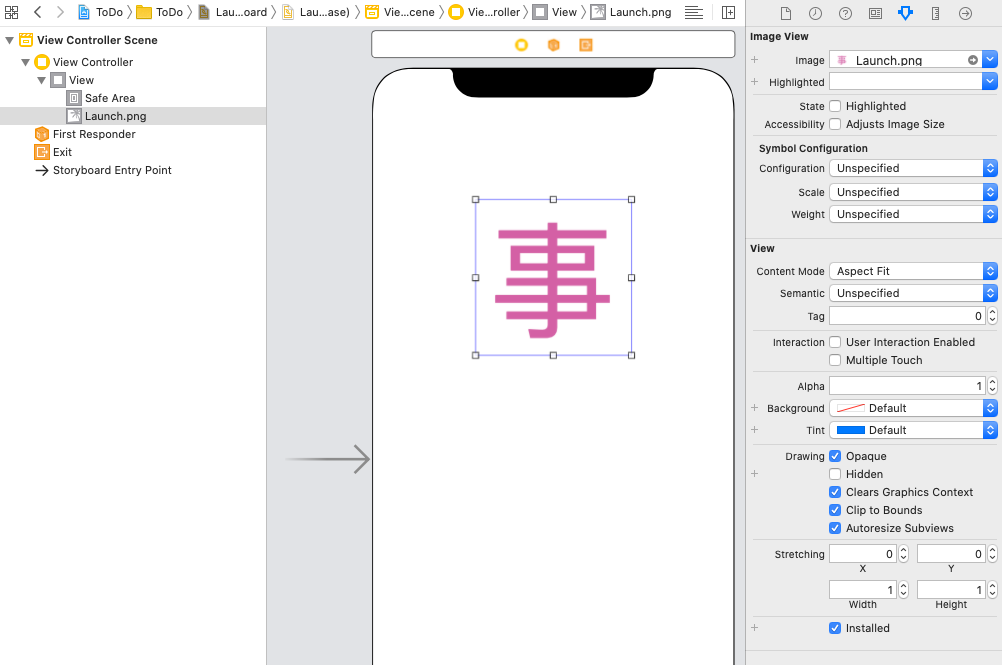 ToDo ToDo Lau...oard Lau...ase) Vie...cene Vie...roller View Launch.png
View Controller Scene
View Controller
View
Safe Area
Launch.png
First Responder
Exit
Storyboard Entry Point
事
Image View
Image Launch.png
Highlighted
State Highlighted
Accessibility Adjusts Image Size
Symbol Configuration
Configuration Unspecified
Scale Unspecified
Weight Unspecified
View
Content Mode Aspect Fit
Semantic Unspecified
Tag 0
Interaction User Interaction Enabled
Multiple Touch
Alpha 1
Background Default
Tint Default
Drawing Opaque
Hidden
Clears Graphics Context
Clip to Bounds
Autoresize Subviews
Stretching 0 0
X Y
1 1
Width Height
Installed